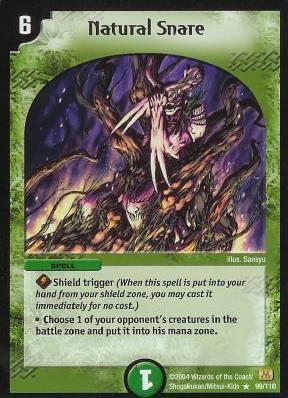 6 Natural Snare
Illus. Sansyu
SPELL
Shield trigger (When this spell is put into your
hand from your shield zone, you may cast it
immediately for no cost.)
▪ Choose 1 of your opponent's creatures in the
battle zone and put it into his mana zone.
1
©2004 Wizards of the Coast/
Shogakukan/Mitsui-Kids ★ 99/110